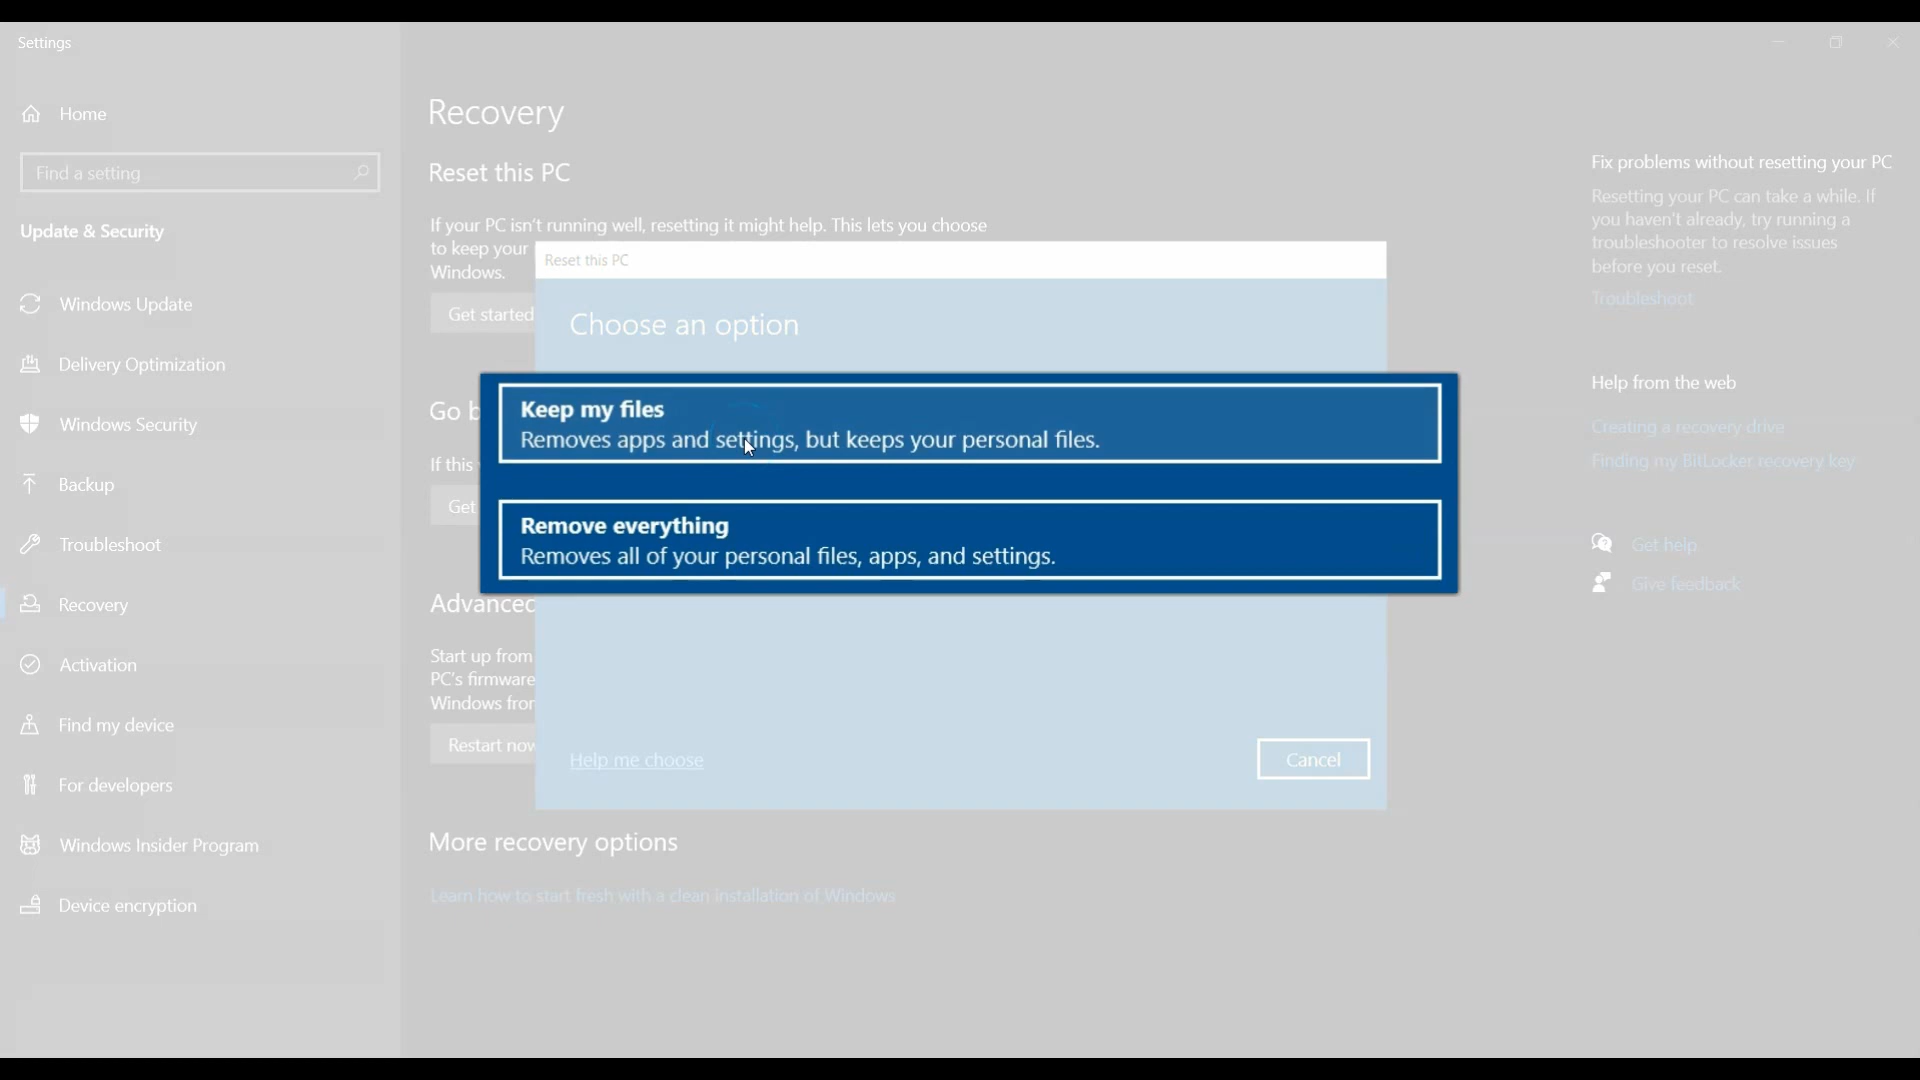 Settings
Home
Find a setting
Update & Security
Windows Update
Delivery Optimization
Windows Security
Backup
Troubleshoot
Recovery
Activation
Find my device
For developers
Windows Insider Program
Device encryption
Recovery
Reset this PC
If your PC isn't running well, resetting it might help. This lets you choose
to keep your
Windows.
Get started
Go b
If this
Get
Advanced
Start up from
PC's firmware
Windows from
Restart now
More recovery options
Learn how to start fresh with a clean installation of Windows
Reset this PC
Choose an option
Keep my files
Removes apps and settings, but keeps your personal files.
Remove everything
Removes all of your personal files, apps, and settings.
Help me choose
Cancel
Fix problems without resetting your PC
Resetting your PC can take a while. If
you haven't already, try running a
troubleshooter to resolve issues
before you reset.
Troubleshoot
Help from the web
Creating a recovery drive
Finding my BitLocker recovery key
Get help
Give feedback